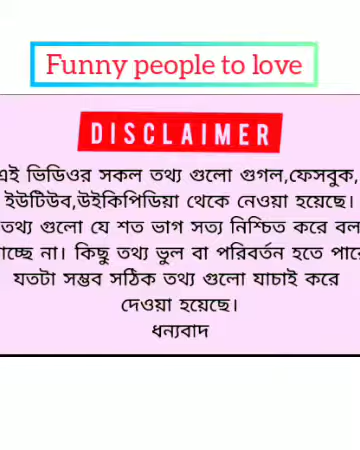 Funny people to love
DISCLAIMER
এই ভিডিওর সকল তথ্য গুলো গুগল,ফেসবুক,
ইউটিউব,উইকিপিডিয়া থেকে নেওয়া হয়েছে।
তথ্য গুলো যে শত ভাগ সত্য নিশ্চিত করে বল
না। কিছু তথ্য ভুল বা পরিবর্তন হতে
যতটা সম্ভব সঠিক তথ্য গুলো যাচাই করে
দেওয়া হয়েছে।
ধন্যবাদ